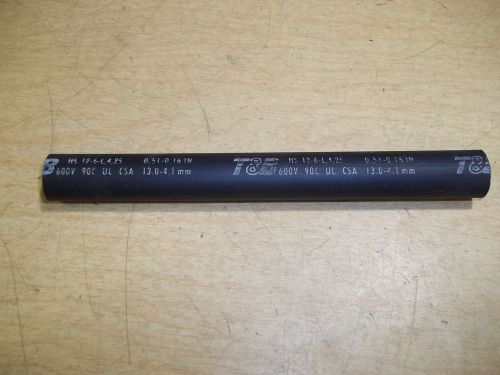 B HS 12-6-L,4,25 0,51-0,16 IN T&B HS 12-6-L,4,25 0,51-0,16 IN T&B
600V 90C UL CSA 13.0-4.1 mm 600V 90C UL CSA 13.0-4.1 mm